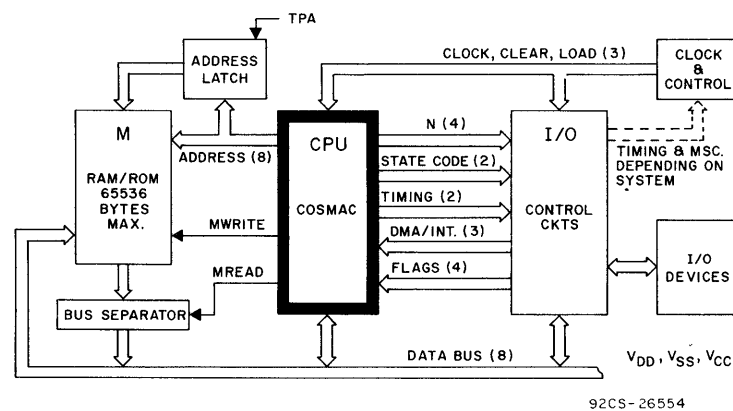 TPA
ADDRESS
LATCH
CLOCK, CLEAR, LOAD (3)
CLOCK
&
CONTROL
M
RAM/ROM
65536
BYTES
MAX.
ADDRESS (8)
CPU
COSMAC
N (4)
STATE CODE (2)
TIMING (2)
DMA/INT. (3)
FLAGS (4)
I/O
CONTROL
CKTS
TIMING & MSC.
DEPENDING ON
SYSTEM
MWRITE
MREAD
I/O
DEVICES
BUS SEPARATOR
DATA BUS (8)
VDD, VSS, VCC
92CS-26554